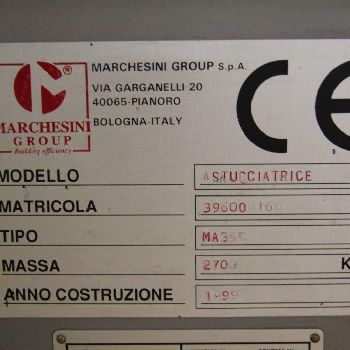 ®
MARCHESINI
GROUP
Building efficiency
MARCHESINI GROUP S.p.A.
VIA GARGANELLI 20
40065-PIANORO
BOLOGNA-ITALY
CE
MODELLO ASTUCCIATRICE
MATRICOLA
TIPO
MASSA K
ANNO COSTRUZIONE